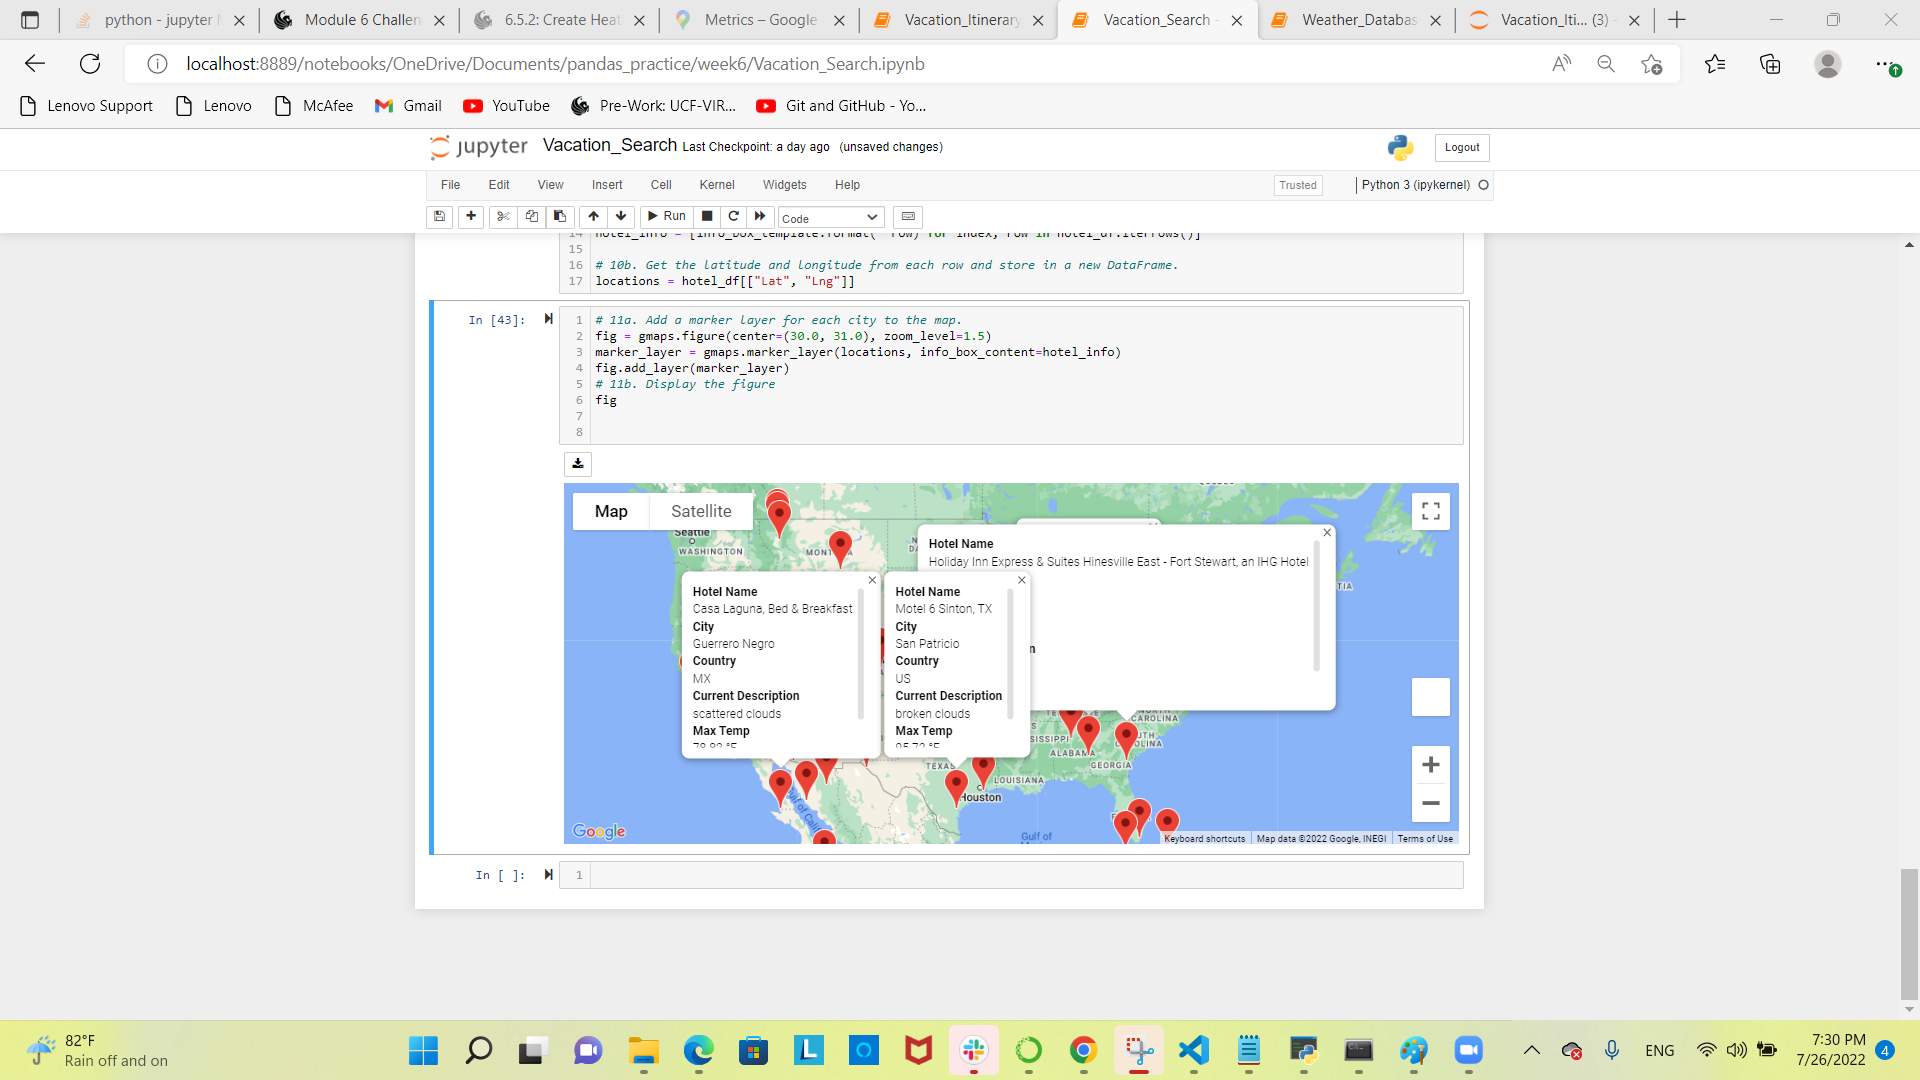 python - jupyter
Module 6 Challen
6.5.2: Create Heat
Metrics – Google
Vacation_Itinerary
Vacation_Search -
Weather_Databas
Vacation_Iti... (3) -
localhost:8889/notebooks/OneDrive/Documents/pandas_practice/week6/Vacation_Search.ipynb
Lenovo Support
Lenovo
McAfee
Gmail
YouTube
Pre-Work: UCF-VIR...
Git and GitHub - Yo...
jupyter
Vacation_Search Last Checkpoint: a day ago (unsaved changes)
Logout
File Edit View Insert Cell Kernel Widgets Help
Trusted
Python 3 (ipykernel)
Run
Code
14 hotel_info = [info_box_template.format(**row) for index, row in hotel_df.iterrows()]
15
16 # 10b. Get the latitude and longitude from each row and store in a new DataFrame.
17 locations = hotel_df[["Lat", "Lng"]]
In [43]:
1 # 11a. Add a marker layer for each city to the map.
2 fig = gmaps.figure(center=(30.0, 31.0), zoom_level=1.5)
3 marker_layer = gmaps.marker_layer(locations, info_box_content=hotel_info)
4 fig.add_layer(marker_layer)
5 # 11b. Display the figure
6 fig
7
8
Map
Satellite
Seattle
WASHINGTON
Hotel Name
Holiday Inn Express & Suites Hinesville East - Fort Stewart, an IHG Hotel
Hotel Name
Casa Laguna, Bed & Breakfast
City
Guerrero Negro
Country
MX
Current Description
scattered clouds
Max Temp
78.82 °F
Hotel Name
Motel 6 Sinton, TX
City
San Patricio
Country
US
Current Description
broken clouds
Max Temp
95.72 °F
CAROLINA
ALABAMA
GEORGIA
TEXAS
LOUISIANA
Houston
Gulf of
Google
Keyboard shortcuts
Map data ©2022 Google, INEGI
Terms of Use
In [ ]:
1
82°F
Rain off and on
ENG
7:30 PM
7/26/2022
4